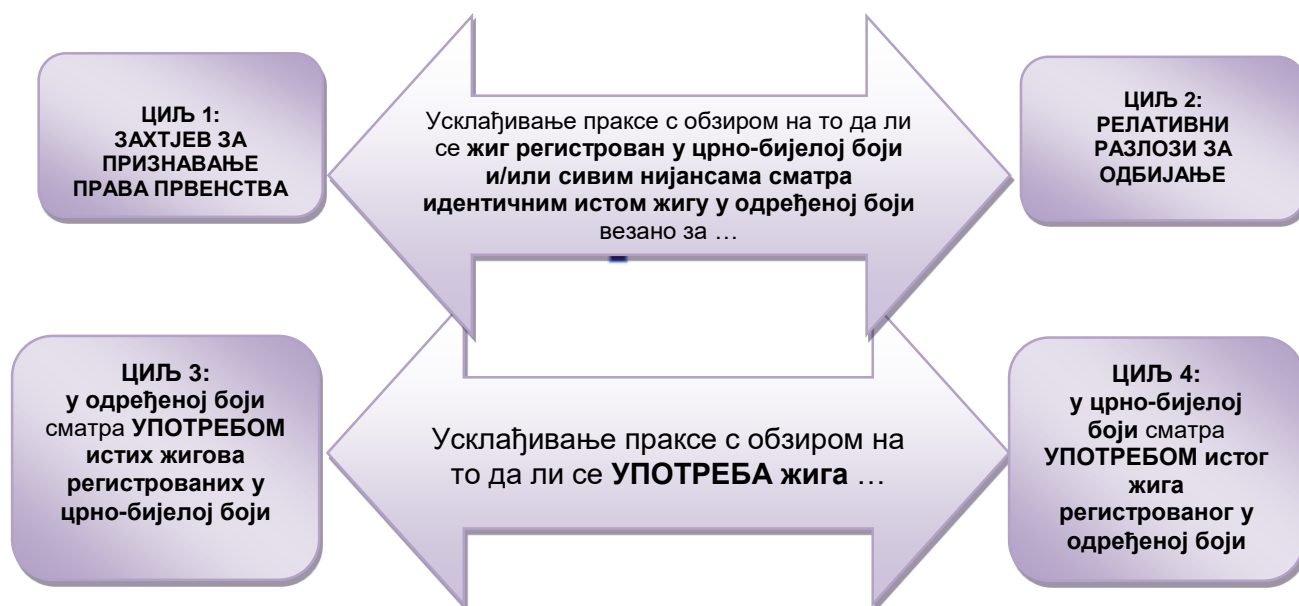 ЦИЉ 1:
ЗАХТЈЕВ ЗА
ПРИЗНАВАЊЕ
ПРАВА ПРВЕНСТВА
Усклађивање праксе с обзиром на то да ли
се жиг регистрован у црно-бијелој боји
и/или сивим нијансама сматра
идентичним истом жигу у одређеној боји
везано за …
ЦИЉ 2:
РЕЛАТИВНИ
РАЗЛОЗИ ЗА
ОДБИЈАЊЕ
ЦИЉ 3:
у одређеној боји
сматра УПОТРЕБОМ
истих жигова
регистрованих у
црно-бијелој боји
Усклађивање праксе с обзиром на
то да ли се УПОТРЕБА жига …
ЦИЉ 4:
у црно-бијелој
боји сматра
УПОТРЕБОМ истог
жига
регистрованог у
одређеној боји